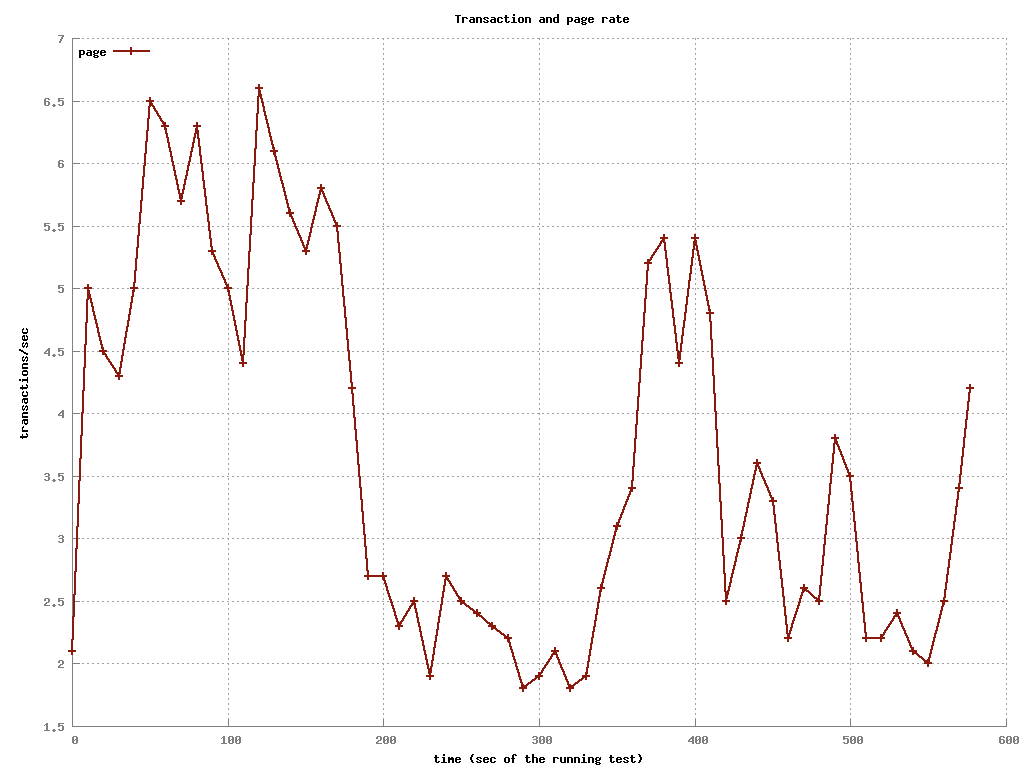 Transaction and page rate
page
7
6.5
6
5.5
5
4.5
4
3.5
3
2.5
2
1.5
transactions/sec
0 100 200 300 400 500 600
time (sec of the running test)